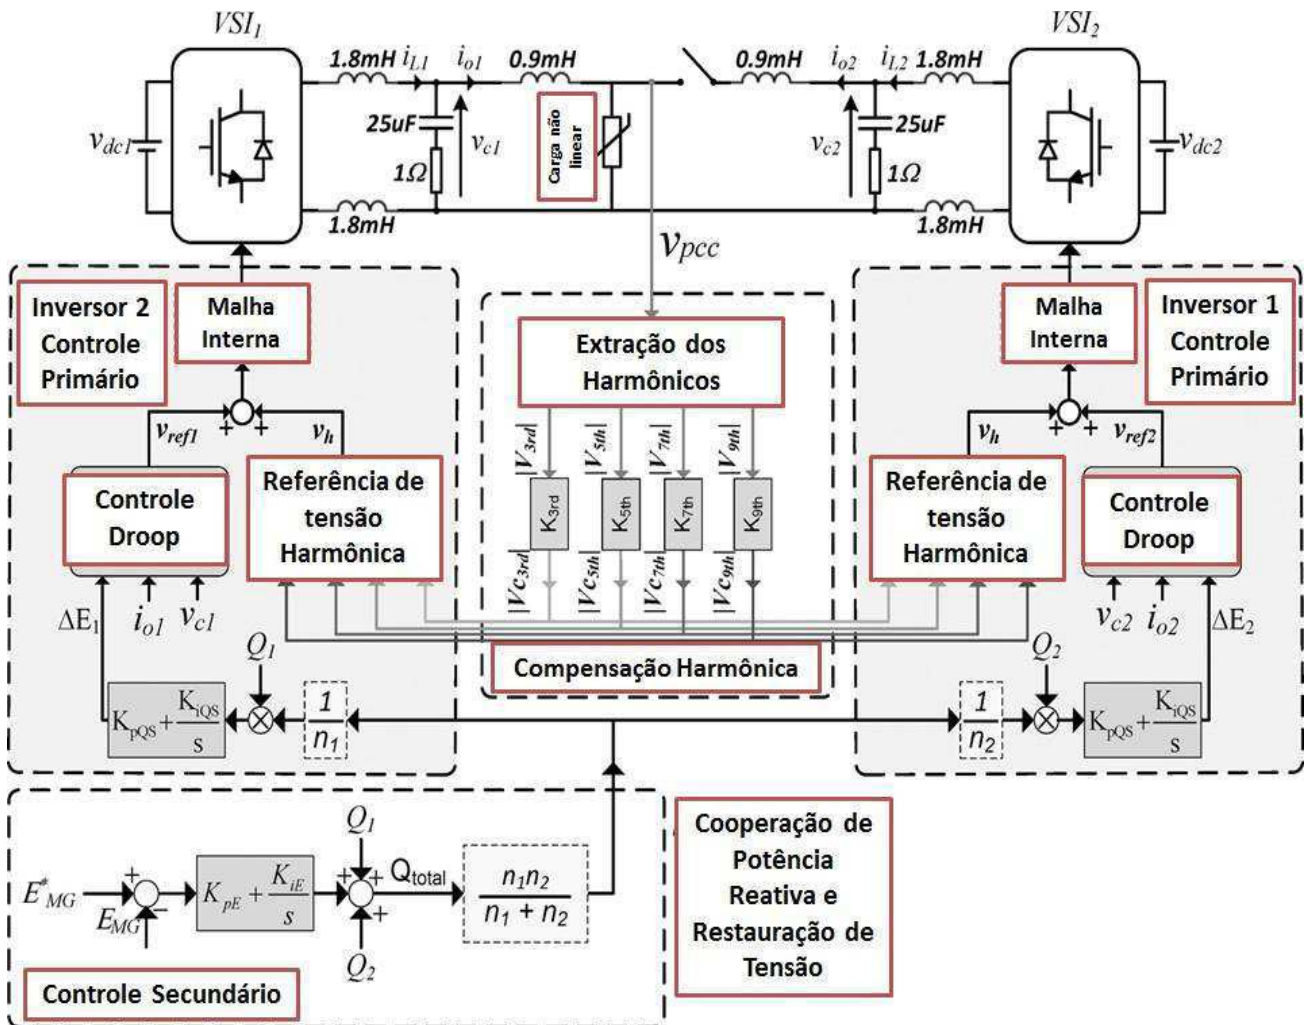 VSI1
VSI2
1.8mH
iL1
io1
0.9mH
0.9mH
io2
iL2
1.8mH
vdc1
25uF
1Ω
vc1
Carga não
linear
vc2
25uF
1Ω
vdc2
1.8mH
1.8mH
vpcc
Inversor 2
Controle
Primário
Malha
Interna
Extração dos
Harmônicos
Malha
Interna
Inversor 1
Controle
Primário
+
+
+
+
vref1
vh
vh
vref2
|V3rd|
|V5th|
|V7th|
|V9th|
Controle
Droop
Referência de
tensão
Harmônica
K3rd
K5th
K7th
K9th
Referência de
tensão
Harmônica
Controle
Droop
|Vc3rd|
|Vc5th|
|Vc7th|
|Vc9th|
ΔE1
io1
vc1
vc2
io2
ΔE2
Compensação Harmônica
Q1
Q2
KpQS + KiQS/s
1/n1
1/n2
KpQS + KiQS/s
E*MG
+
EMG
−
KpE + KiE/s
Q1
+
+
+
Q2
Qtotal
n1n2/n1 + n2
Controle Secundário
Cooperação de
Potência
Reativa e
Restauração de
Tensão